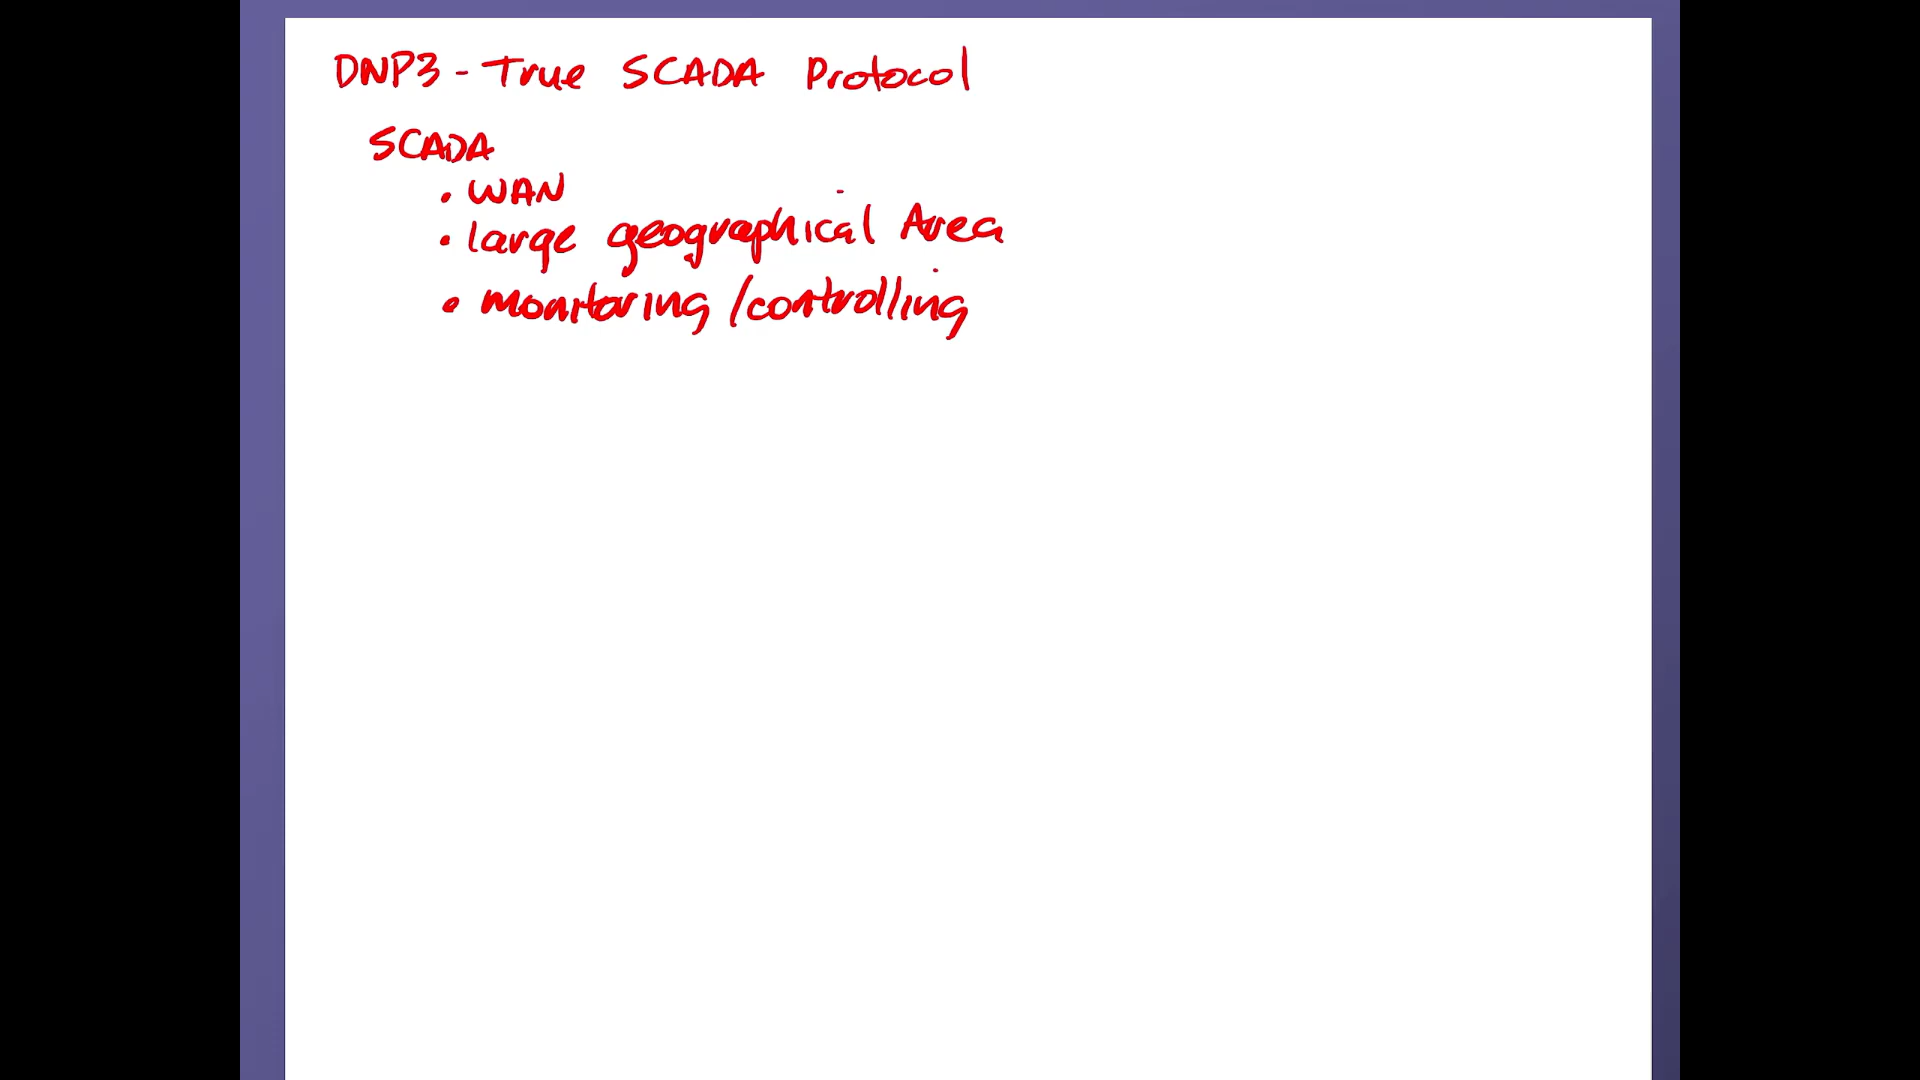 DNP3 - True SCADA Protocol
SCADA
• WAN
• large geographical Area
• monitoring /controlling